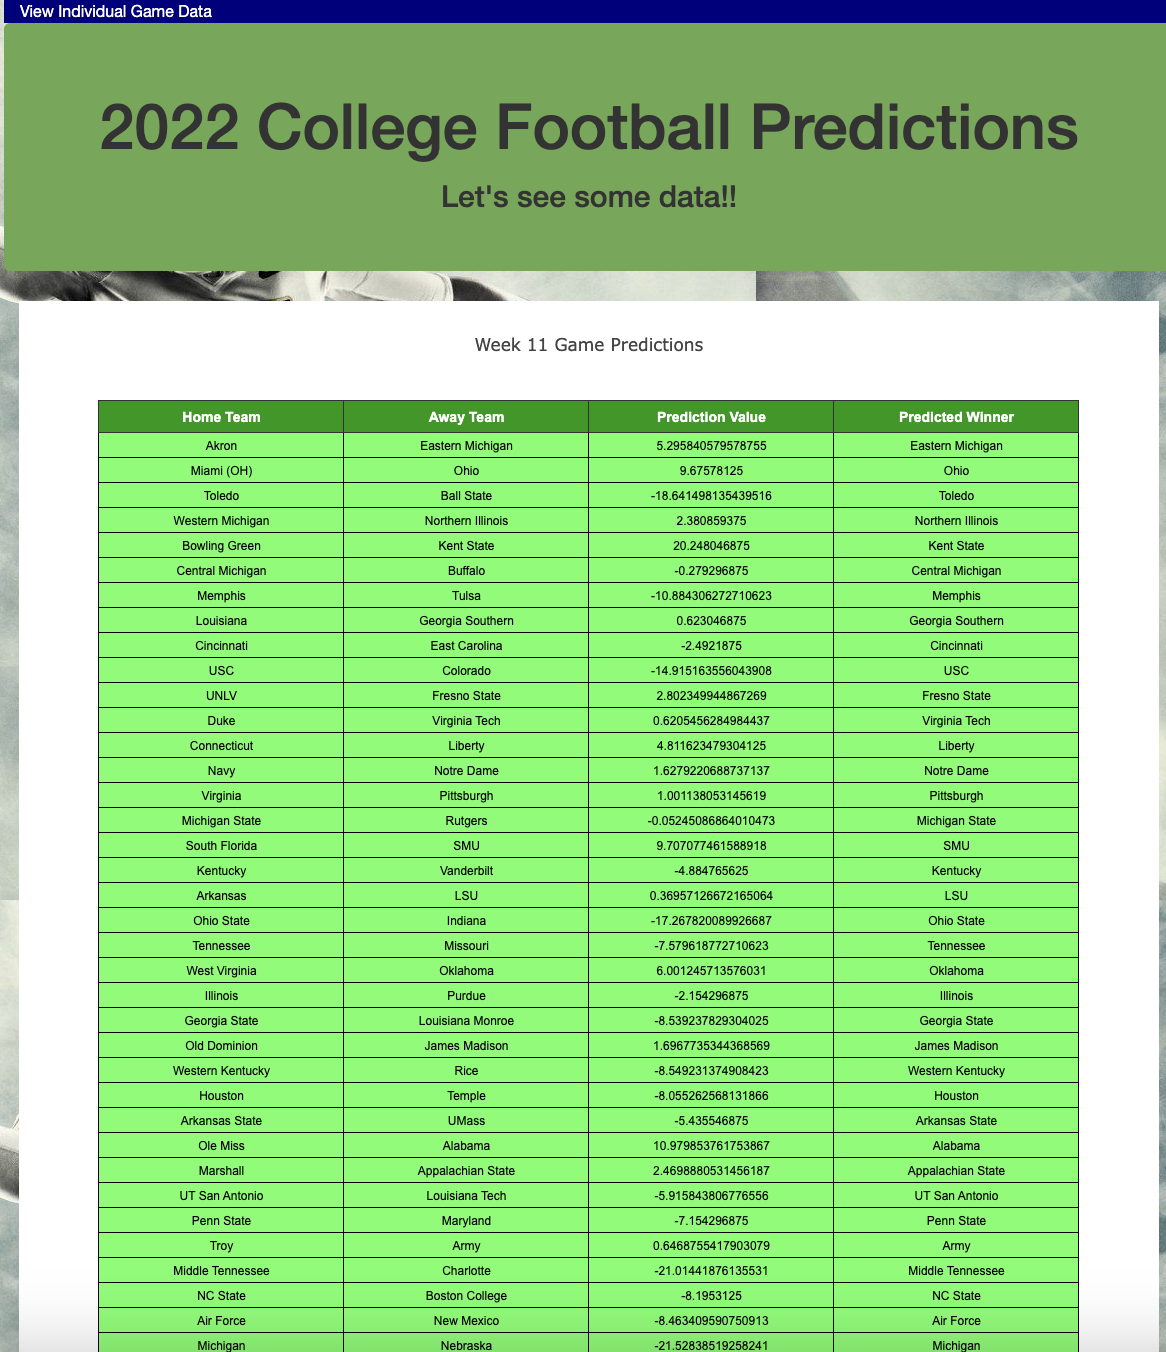 View Individual Game Data
2022 College Football Predictions
Let's see some data!!
Week 11 Game Predictions
Home Team Away Team Prediction Value Predicted Winner
Akron Eastern Michigan 5.295840579578755 Eastern Michigan
Miami (OH) Ohio 9.67578125 Ohio
Toledo Ball State -18.641498135439516 Toledo
Western Michigan Northern Illinois 2.380859375 Northern Illinois
Bowling Green Kent State 20.248046875 Kent State
Central Michigan Buffalo -0.279296875 Central Michigan
Memphis Tulsa -10.884306272710623 Memphis
Louisiana Georgia Southern 0.623046875 Georgia Southern
Cincinnati East Carolina -2.4921875 Cincinnati
USC Colorado -14.915163556043908 USC
UNLV Fresno State 2.802349944867269 Fresno State
Duke Virginia Tech 0.6205456284984437 Virginia Tech
Connecticut Liberty 4.811623479304125 Liberty
Navy Notre Dame 1.6279220688737137 Notre Dame
Virginia Pittsburgh 1.001138053145619 Pittsburgh
Michigan State Rutgers -0.05245086864010473 Michigan State
South Florida SMU 9.707077461588918 SMU
Kentucky Vanderbilt -4.884765625 Kentucky
Arkansas LSU 0.36957126672165064 LSU
Ohio State Indiana -17.267820089926687 Ohio State
Tennessee Missouri -7.579618772710623 Tennessee
West Virginia Oklahoma 6.001245713576031 Oklahoma
Illinois Purdue -2.154296875 Illinois
Georgia State Louisiana Monroe -8.539237829304025 Georgia State
Old Dominion James Madison 1.6967735344368569 James Madison
Western Kentucky Rice -8.549231374908423 Western Kentucky
Houston Temple -8.055262568131866 Houston
Arkansas State UMass -5.435546875 Arkansas State
Ole Miss Alabama 10.979853761753867 Alabama
Marshall Appalachian State 2.4698880531456187 Appalachian State
UT San Antonio Louisiana Tech -5.915843806776556 UT San Antonio
Penn State Maryland -7.154296875 Penn State
Troy Army 0.6468755417903079 Army
Middle Tennessee Charlotte -21.01441876135531 Middle Tennessee
NC State Boston College -8.1953125 NC State
Air Force New Mexico -8.463409590750913 Air Force
Michigan Nebraska -21.52838519258241 Michigan